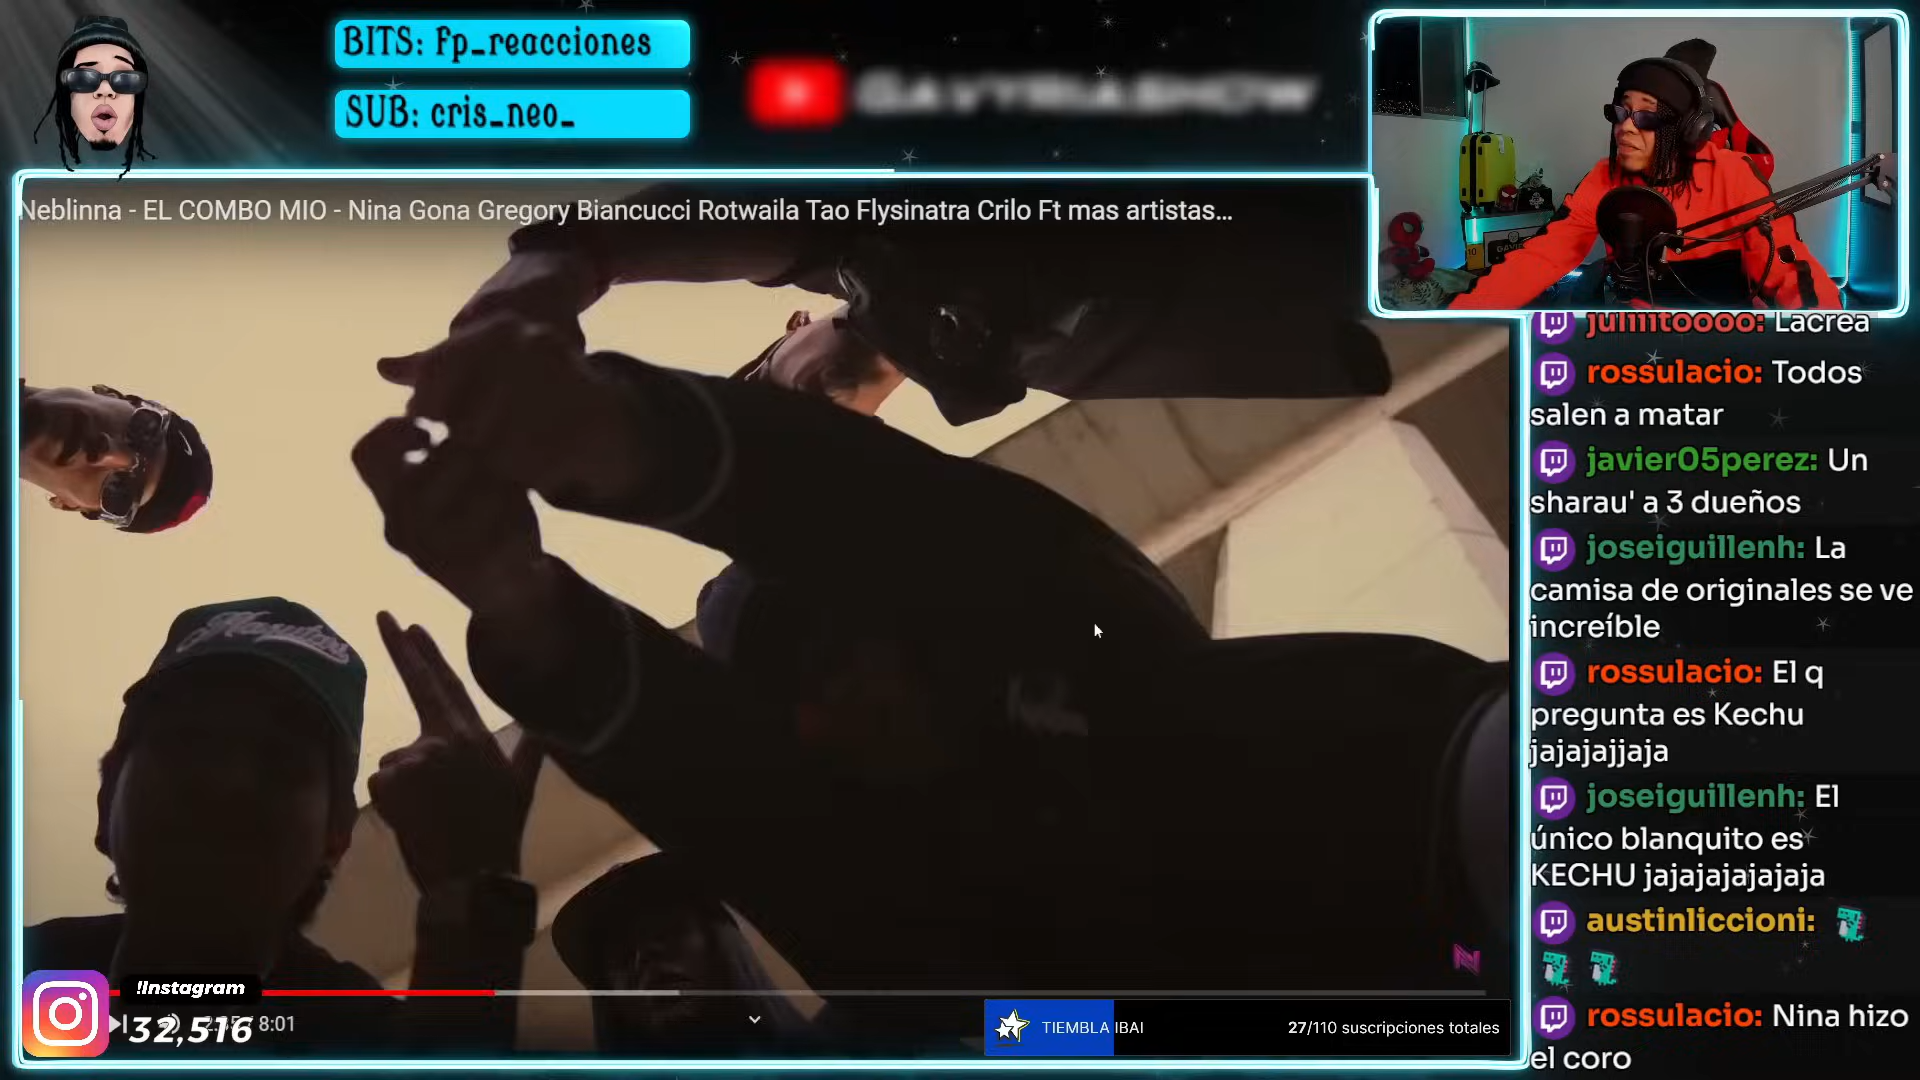 BITS: fp_reacciones
SUB: cris_neo_
GAVYRIASHOW
Neblinna - EL COMBO MIO - Nina Gona Gregory Biancucci Rotwaila Tao Flysinatra Crilo Ft mas artistas...
juliiitoooo: Lacrea
rossulacio: Todos
salen a matar
javier05perez: Un
sharau' a 3 dueños
joseiguillenh: La
camisa de originales se ve
increíble
rossulacio: El q
pregunta es Kechu
jajajajjaja
joseiguillenh: El
único blanquito es
KECHU jajajajajajaja
austinliccioni:
rossulacio: Nina hizo
el coro
!Instagram
32,516
8:01
TIEMBLA IBAI
27/110 suscripciones totales